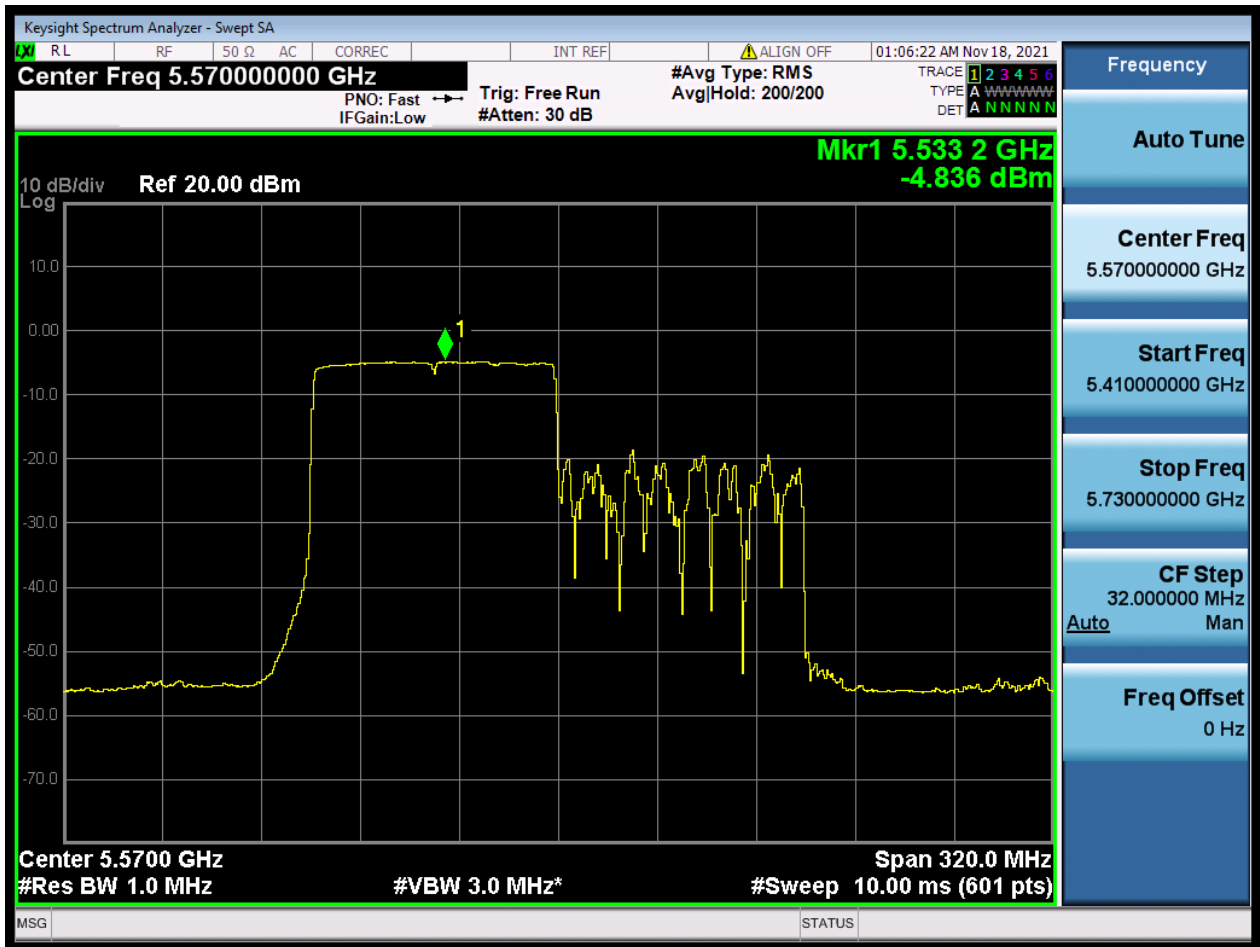 Keysight Spectrum Analyzer - Swept SA
LXI RL RF 50 Ω AC CORREC INT REF ALIGN OFF 01:06:22 AM Nov 18, 2021
Center Freq 5.570000000 GHz
PNO: Fast
IFGain:Low
Trig: Free Run
#Atten: 30 dB
#Avg Type: RMS
Avg|Hold: 200/200
TRACE 1 2 3 4 5 6
TYPE A WWWWW
DET A N N N N N
Mkr1 5.533 2 GHz
-4.836 dBm
10 dB/div Ref 20.00 dBm
Log
10.0
0.00
-10.0
-20.0
-30.0
-40.0
-50.0
-60.0
-70.0
1
Center 5.5700 GHz Span 320.0 MHz
#Res BW 1.0 MHz #VBW 3.0 MHz* #Sweep 10.00 ms (601 pts)
MSG STATUS
Frequency
Auto Tune
Center Freq
5.570000000 GHz
Start Freq
5.410000000 GHz
Stop Freq
5.730000000 GHz
CF Step
32.000000 MHz
Auto Man
Freq Offset
0 Hz